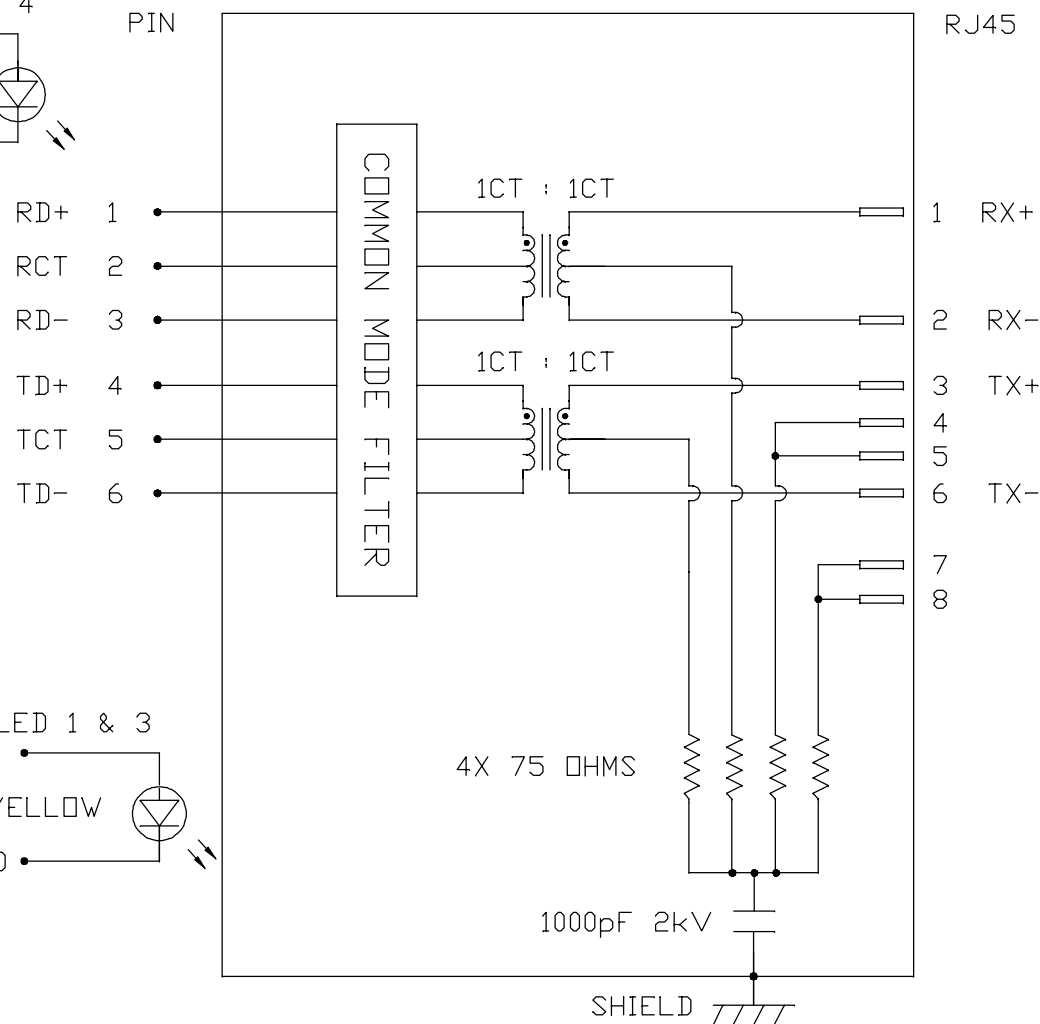 4
PIN
RJ45
1CT : 1CT
RD+ 1
1 RX+
RCT 2
RD- 3
2 RX-
COMMON MODE FILTER
1CT : 1CT
TD+ 4
3 TX+
4
TCT 5
5
TD- 6
6 TX-
7
8
LED 1 & 3
4X 75 OHMS
YELLOW
1000pF 2kV
SHIELD